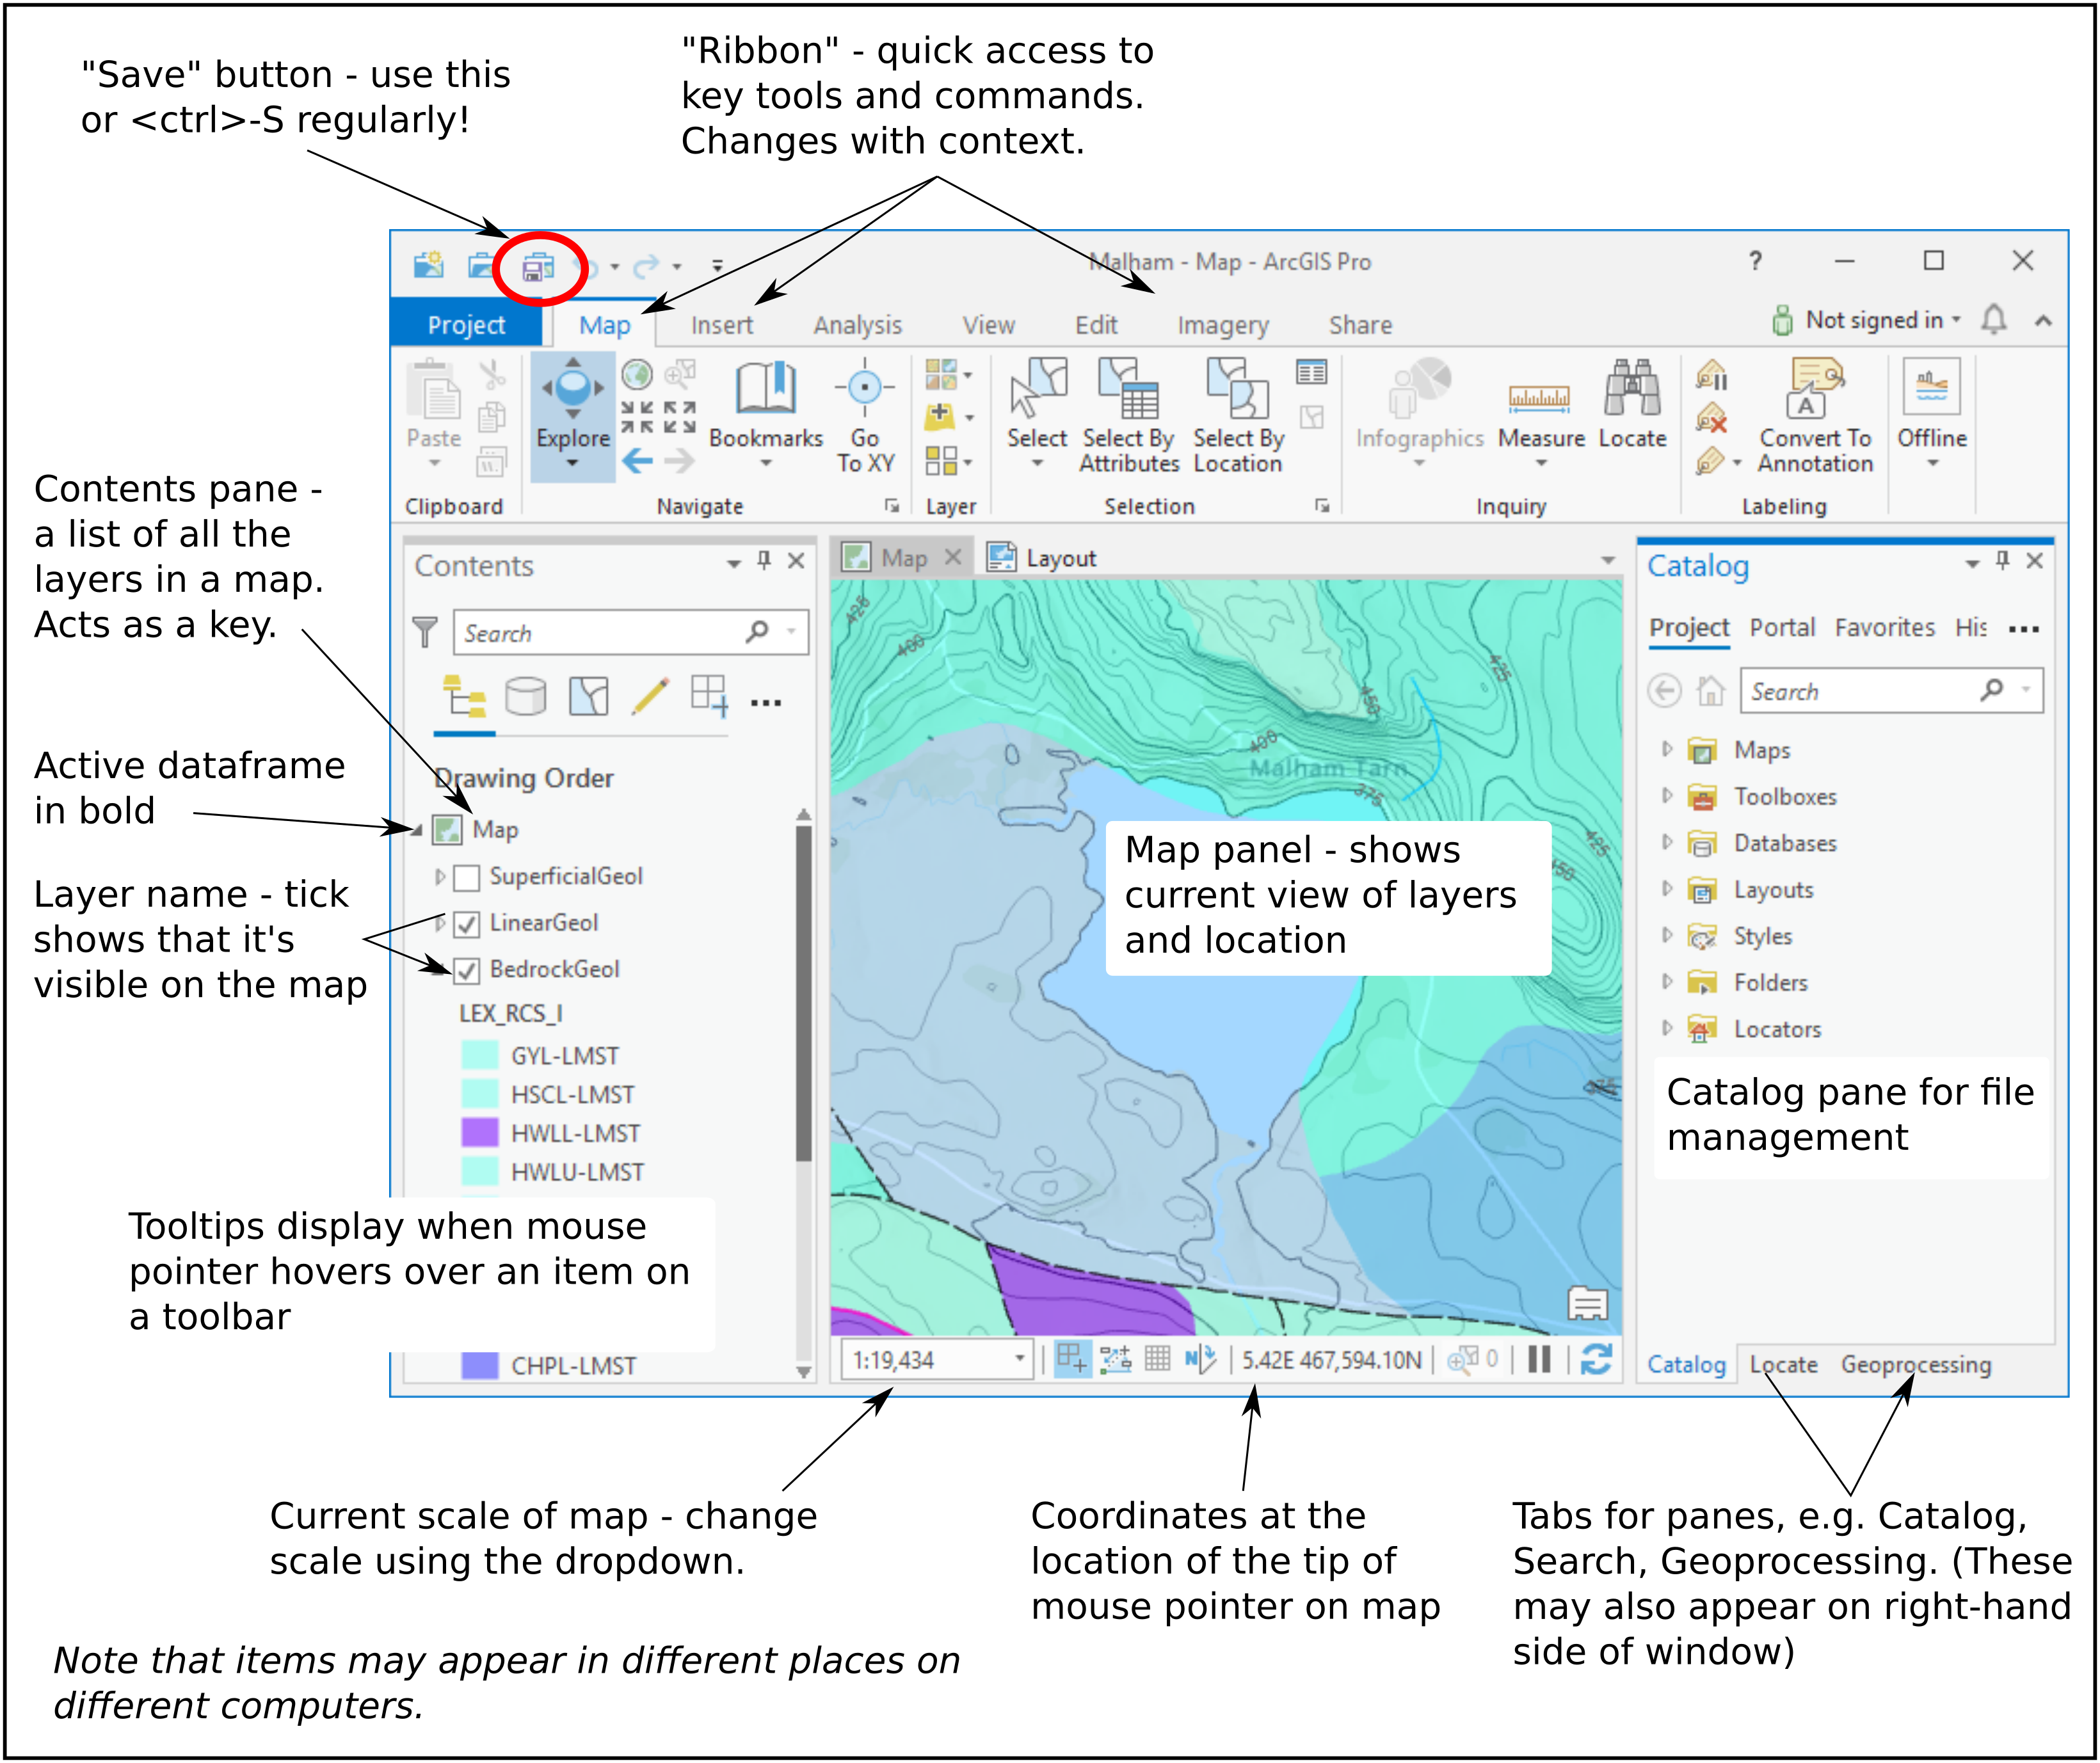 "Save" button - use this
or <ctrl>-S regularly!
"Ribbon" - quick access to
key tools and commands.
Changes with context.
Malham - Map - ArcGIS Pro
?
Project Map Insert Analysis View Edit Imagery Share
Not signed in
Paste
Explore
Bookmarks
Go
To XY
Select
Select By
Attributes
Select By
Location
Infographics
Measure
Locate
Convert To
Annotation
Offline
Clipboard
Navigate
Layer
Selection
Inquiry
Labeling
Contents pane -
a list of all the
layers in a map.
Acts as a key.
Active dataframe
in bold
Layer name - tick
shows that it's
visible on the map
Contents
Search
Drawing Order
Map
SuperficialGeol
LinearGeol
BedrockGeol
LEX_RCS_I
GYL-LMST
HSCL-LMST
HWLL-LMST
HWLU-LMST
Tooltips display when mouse
pointer hovers over an item on
a toolbar
CHPL-LMST
Map
Layout
425
400
450
425
400
Malham Tarn
375
425
375
Map panel - shows
current view of layers
and location
1:19,434
5.42E 467,594.10N
0
Catalog
Project Portal Favorites His
Search
Maps
Toolboxes
Databases
Layouts
Styles
Folders
Locators
Catalog pane for file
management
Catalog Locate Geoprocessing
Current scale of map - change
scale using the dropdown.
Coordinates at the
location of the tip of
mouse pointer on map
Tabs for panes, e.g. Catalog,
Search, Geoprocessing. (These
may also appear on right-hand
side of window)
Note that items may appear in different places on
different computers.